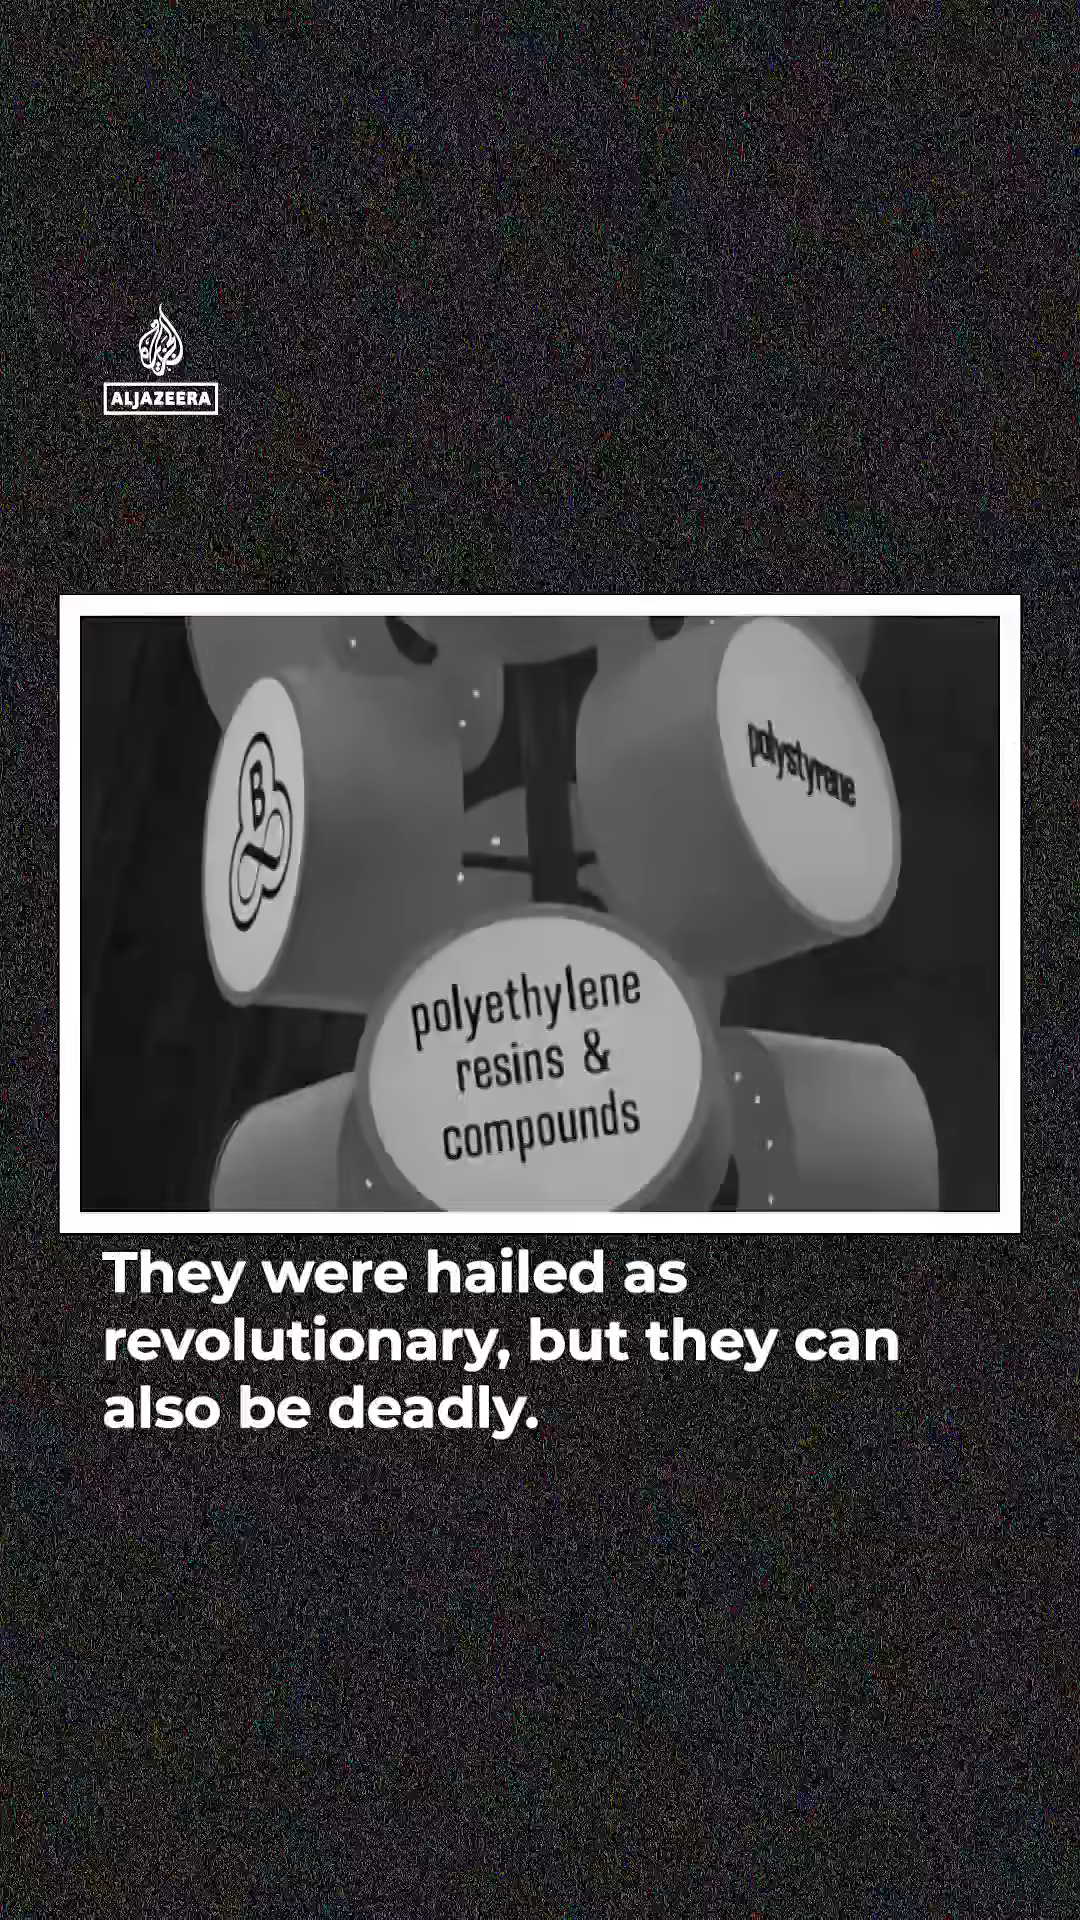 ALJAZEERA
B
polystyrene
polyethylene
resins &
compounds
They were hailed as
revolutionary, but they can
also be deadly.